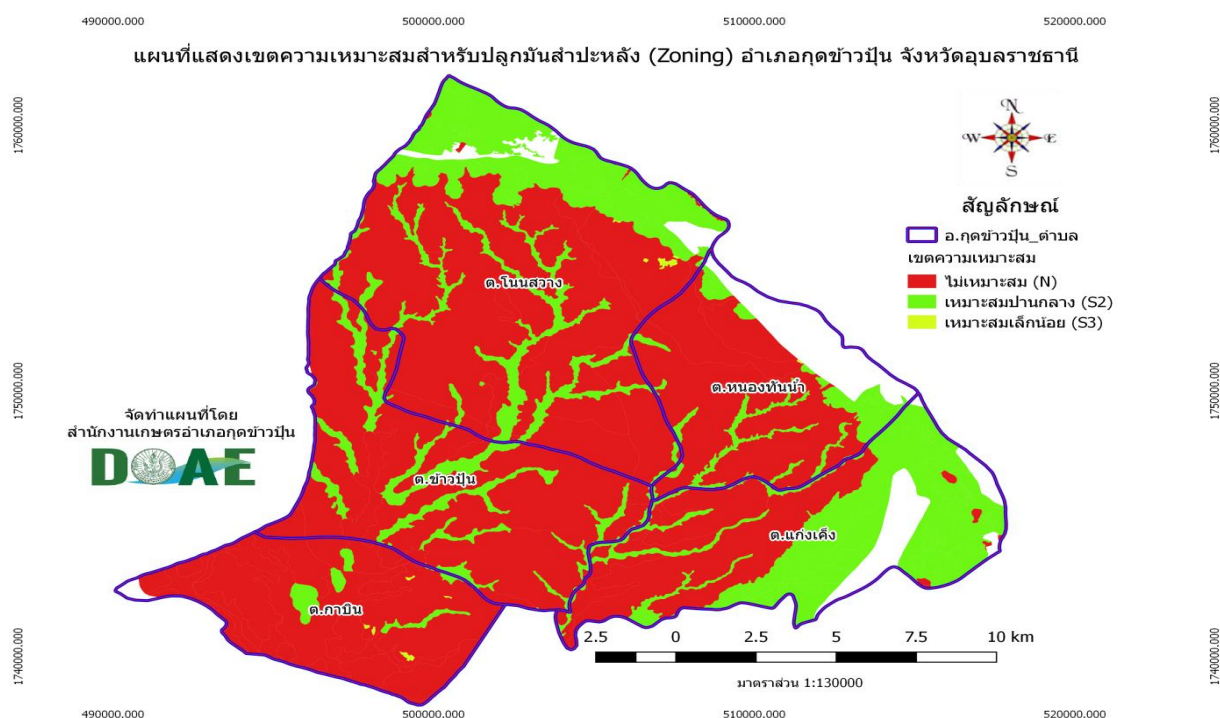 490000.000 500000.000 510000.000 520000.000
แผนที่แสดงเขตความเหมาะสมสำหรับปลูกมันสำปะหลัง (Zoning) อำเภอกุดข้าวปุ้น จังหวัดอุบลราชธานี
1760000.000
1750000.000
1740000.000
1760000.000
1750000.000
1740000.000
N
W E
S
สัญลักษณ์
อ.กุดข้าวปุ้น_ตำบล
เขตความเหมาะสม
ไม่เหมาะสม (N)
เหมาะสมปานกลาง (S2)
เหมาะสมเล็กน้อย (S3)
ต.โนนสวาง
ต.หนองทันน้ำ
จัดทำแผนที่โดย
สำนักงานเกษตรอำเภอกุดข้าวปุ้น
DOAE
ต.ข้าวปุ้น
ต.แก่งเค็ง
ต.กาบิน
2.5 0 2.5 5 7.5 10 km
มาตราส่วน 1:130000
490000.000 500000.000 510000.000 520000.000